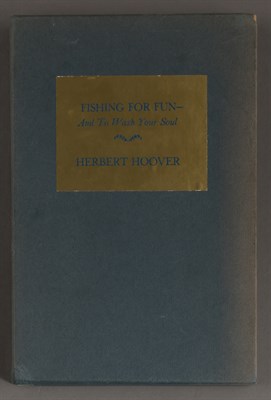 FISHING FOR FUN—
And To Wash Your Soul
HERBERT HOOVER